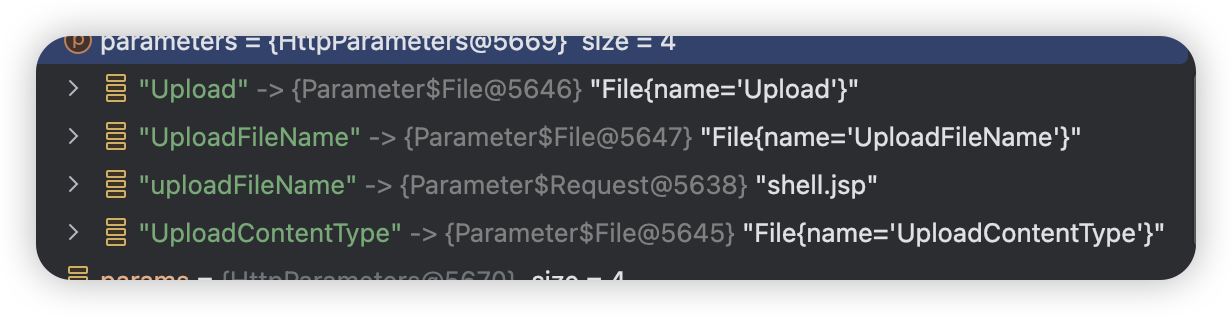 parameters = {HttpParameters@5669} size = 4
"Upload" -> {Parameter$File@5646} "File{name='Upload'}"
"UploadFileName" -> {Parameter$File@5647} "File{name='UploadFileName'}"
"uploadFileName" -> {Parameter$Request@5638} "shell.jsp"
"UploadContentType" -> {Parameter$File@5645} "File{name='UploadContentType'}"
params = {HttpParameters@5670} size = 4